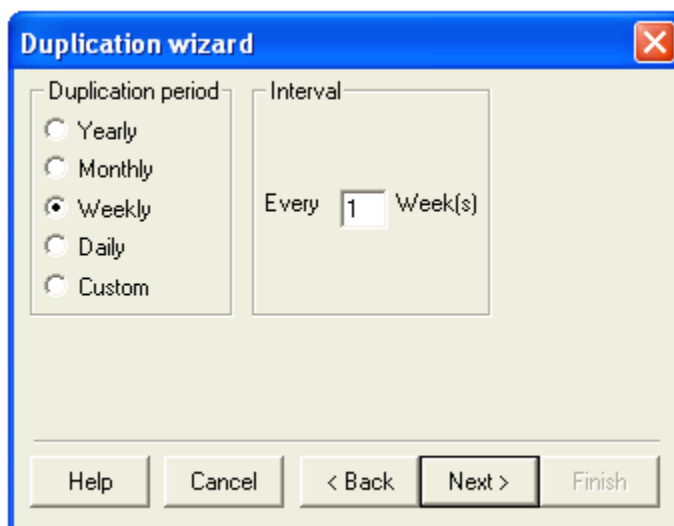 Duplication wizard
Duplication period
Yearly
Monthly
Weekly
Daily
Custom
Interval
Every 1 Week(s)
Help Cancel < Back Next > Finish